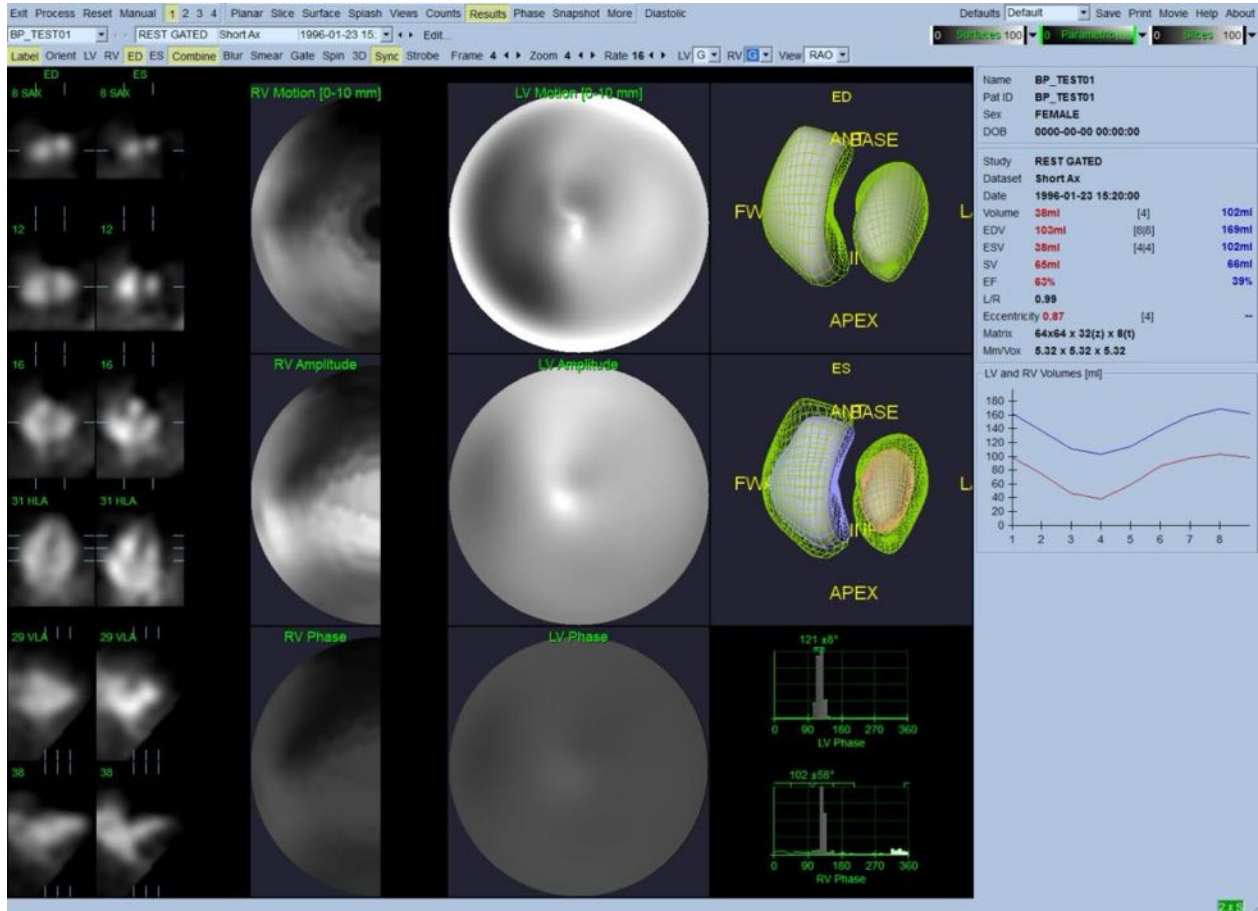 Exit Process Reset Manual 1 2 3 4 Planar Slice Surface Splash Views Counts Results Phase Snapshot More Diastolic Defaults Default Save Print Movie Help About
BP_TEST01 REST GATED Short Ax 1996-01-23 15: Edit... 0 Surfaces 100 0 Parametric 0 Slices 100
Label Orient LV RV ED ES Combine Blur Smear Gate Spin 3D Sync Strobe Frame 4 Zoom 4 Rate 16 LV G RV G View RAO
ED ES
8 SAX 8 SAX
12 12
16 16
31 HLA 31 HLA
29 VLA 29 VLA
38 38
RV Motion [0-10 mm] LV Motion [0-10 mm]
RV Amplitude LV Amplitude
RV Phase LV Phase
ED
ANT BASE
FW
APEX
ES
ANT BASE
FW
APEX
121 ±8°
0 90 180 270 360
LV Phase
102 ±58°
0 90 180 270 360
RV Phase
Name BP_TEST01
Pat ID BP_TEST01
Sex FEMALE
DOB 0000-00-00 00:00:00
Study REST GATED
Dataset Short Ax
Date 1996-01-23 15:20:00
Volume 38ml [4] 102ml
EDV 103ml [8|8] 169ml
ESV 38ml [4|4] 102ml
SV 65ml 66ml
EF 63% 39%
L/R 0.99
Eccentricity 0.87 [4] --
Matrix 64x64 x 32(z) x 8(t)
Mm/Vox 5.32 x 5.32 x 5.32
LV and RV Volumes [ml]
180
160
140
120
100
80
60
40
20
0
1 2 3 4 5 6 7 8
2 x S